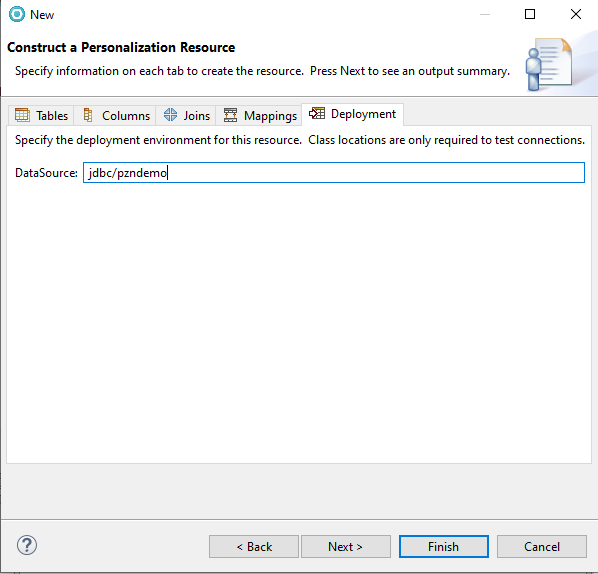 New
Construct a Personalization Resource
Specify information on each tab to create the resource. Press Next to see an output summary.
Tables Columns Joins Mappings Deployment
Specify the deployment environment for this resource. Class locations are only required to test connections.
DataSource: jdbc/pzndemo
? < Back Next > Finish Cancel